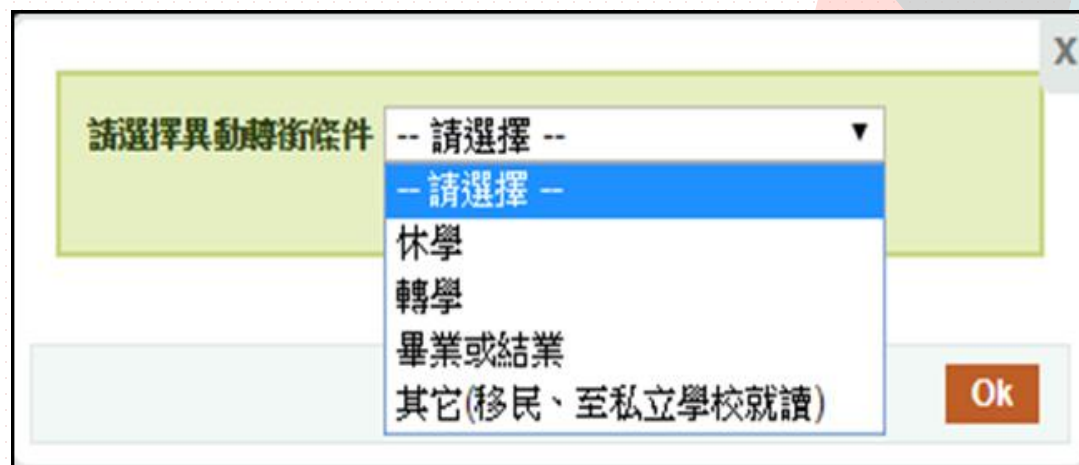 X
請選擇異動轉銜條件 -- 請選擇 --
-- 請選擇 --
休學
轉學
畢業或結業
其它(移民、至私立學校就讀)
Ok